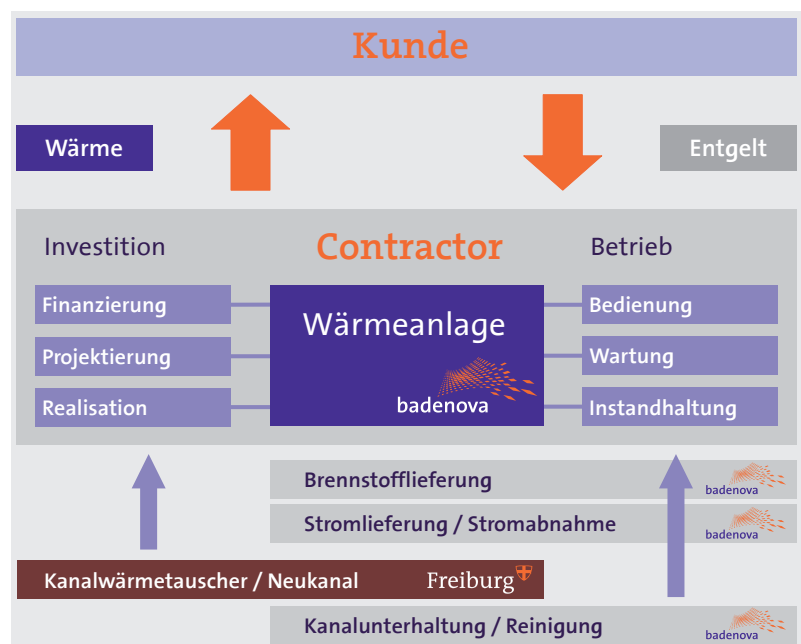 Kunde
Wärme
Entgelt
Investition
Contractor
Betrieb
Finanzierung
Wärmeanlage
Bedienung
Projektierung
Wartung
Realisation
badenova
Instandhaltung
Brennstofflieferung
badenova
Stromlieferung / Stromabnahme
badenova
Kanalwärmetauscher / Neukanal
Freiburg
Kanalunterhaltung / Reinigung
badenova